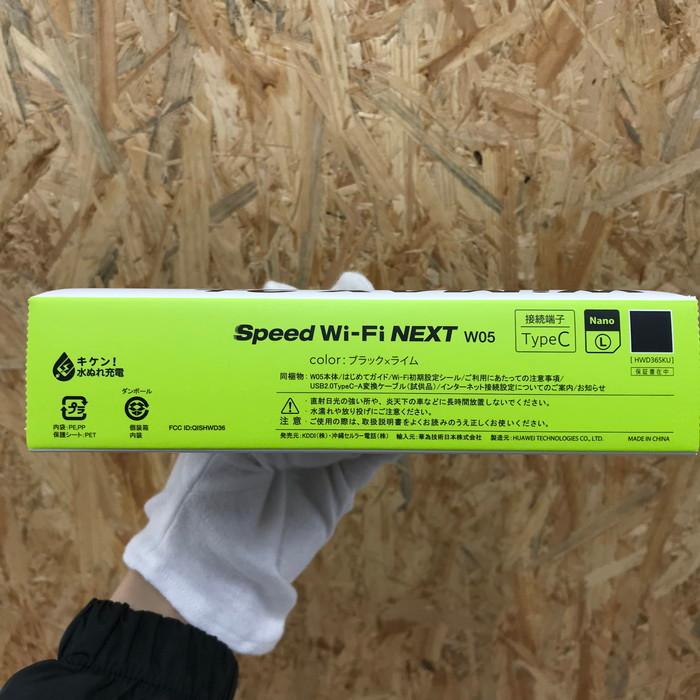 Speed Wi-Fi NEXT W05
color：ブラック×ライム
接続端子
TypeC
Nano
L
[HWD36SKU]
保証書在中
キケン！
水ぬれ充電
ダンボール
プラ
内袋：PE,PP
保護シート：PET
個装箱
内装
FCC ID:QISHWD36
同梱物：W05本体/はじめてガイド/Wi-Fi初期設定シール/ご利用にあたっての注意事項/
USB2.0TypeC-A変換ケーブル（試供品）/インターネット接続設定についてのご案内/お知らせ
注意
・直射日光の強い所や、炎天下の車などに長時間放置しないでください。
・水濡れや放り投げにご注意ください。
・ご使用の際は、取扱説明書をよくお読みのうえ正しくお使いください。
発売元：KDDI（株）・沖縄セルラー電話（株） 輸入元：華為技術日本株式会社 製造元：HUAWEI TECHNOLOGIES CO., LTD. MADE IN CHINA